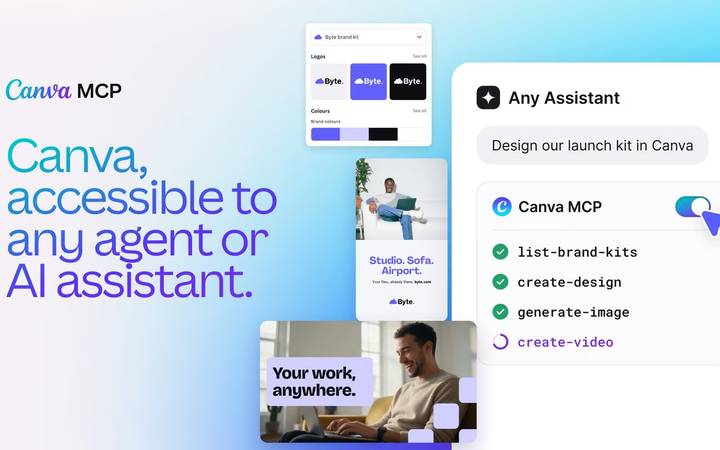 Canva MCP
Canva,
accessible to
any agent or
AI assistant.
Byte brand kit
Logos
See all
Byte.
Byte.
Byte.
Colours
See all
Brand colours
Studio. Sofa.
Airport.
Your files, already there. byte.com
Byte.
Your work,
anywhere.
Any Assistant
Design our launch kit in Canva
Canva MCP
list-brand-kits
create-design
generate-image
create-video